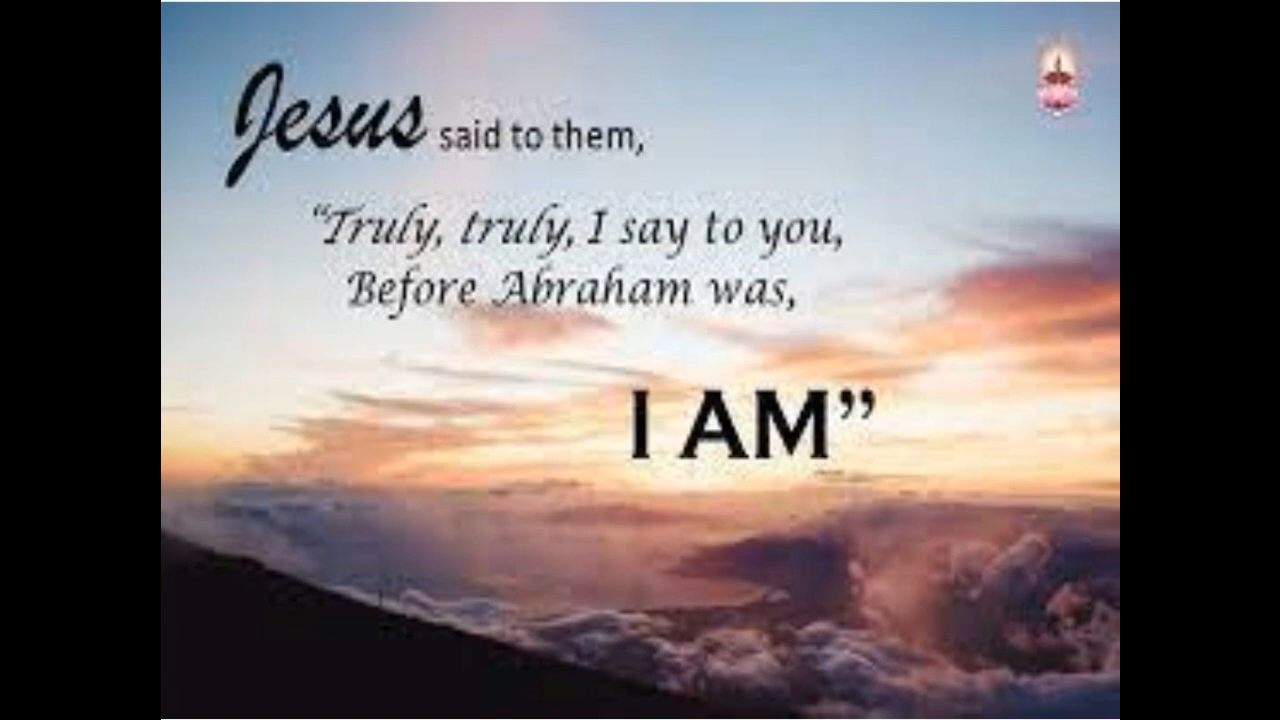 Jesus said to them,
“Truly, truly, I say to you,
Before Abraham was,
I AM”